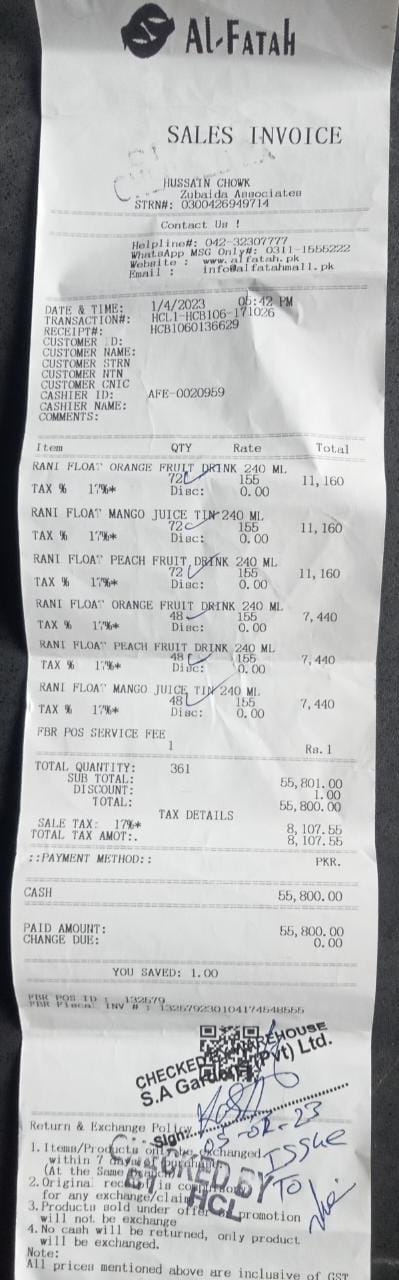 AL-FATAH
SALES INVOICE
HUSSAIN CHOWK
Zubaida Associates
STRN#: 0300426949714
Contact Us !
Helpline#: 042-32307777
WhatsApp MSG Only#: 0311-1555222
Website : www.alfatah.pk
Email : info@alfatahmall.pk
DATE & TIME: 1/4/2023 05:42 PM
TRANSACTION#: HCL1-HCB106-171026
RECEIPT#: HCB1060136629
CUSTOMER ID:
CUSTOMER NAME:
CUSTOMER STRN
CUSTOMER NTN
CUSTOMER CNIC
CASHIER ID: AFE-0020959
CASHIER NAME:
COMMENTS:
Item QTY Rate Total
RANI FLOAT ORANGE FRUIT DRINK 240 ML
72 155 11,160
TAX % 17%* Disc: 0.00
RANI FLOAT MANGO JUICE TIN 240 ML
72 155 11,160
TAX % 17%* Disc: 0.00
RANI FLOAT PEACH FRUIT DRINK 240 ML
72 155 11,160
TAX % 17%* Disc: 0.00
RANI FLOAT ORANGE FRUIT DRINK 240 ML
48 155 7,440
TAX % 17%* Disc: 0.00
RANI FLOAT PEACH FRUIT DRINK 240 ML
48 155 7,440
TAX % 17%* Disc: 0.00
RANI FLOAT MANGO JUICE TIN 240 ML
48 155 7,440
TAX % 17%* Disc: 0.00
FBR POS SERVICE FEE
1 Rs.1
TOTAL QUANTITY: 361
SUB TOTAL: 55,801.00
DISCOUNT: 1.00
TOTAL: 55,800.00
TAX DETAILS
SALE TAX: 17%* 8,107.55
TOTAL TAX AMOT.: 8,107.55
::PAYMENT METHOD:: PKR.
CASH 55,800.00
PAID AMOUNT: 55,800.00
CHANGE DUE: 0.00
YOU SAVED: 1.00
FBR POS ID : 132579
FBR Fiscal INV # : 132579230104174548555
CHECKED WAREHOUSE
S.A Gardens (Pvt) Ltd.
Sign:
05-01-23
ISSUE
TO
CHECKED BY
HCL
Return & Exchange Policy
1. Items/Products only be exchanged
within 7 days of purchase.
(At the Same
2. Original receipt is
for any exchange/claim
3. Products sold under offer promotion
will not be exchange
4. No cash will be returned, only product
will be exchanged.
Note:
All prices mentioned above are inclusive of GST